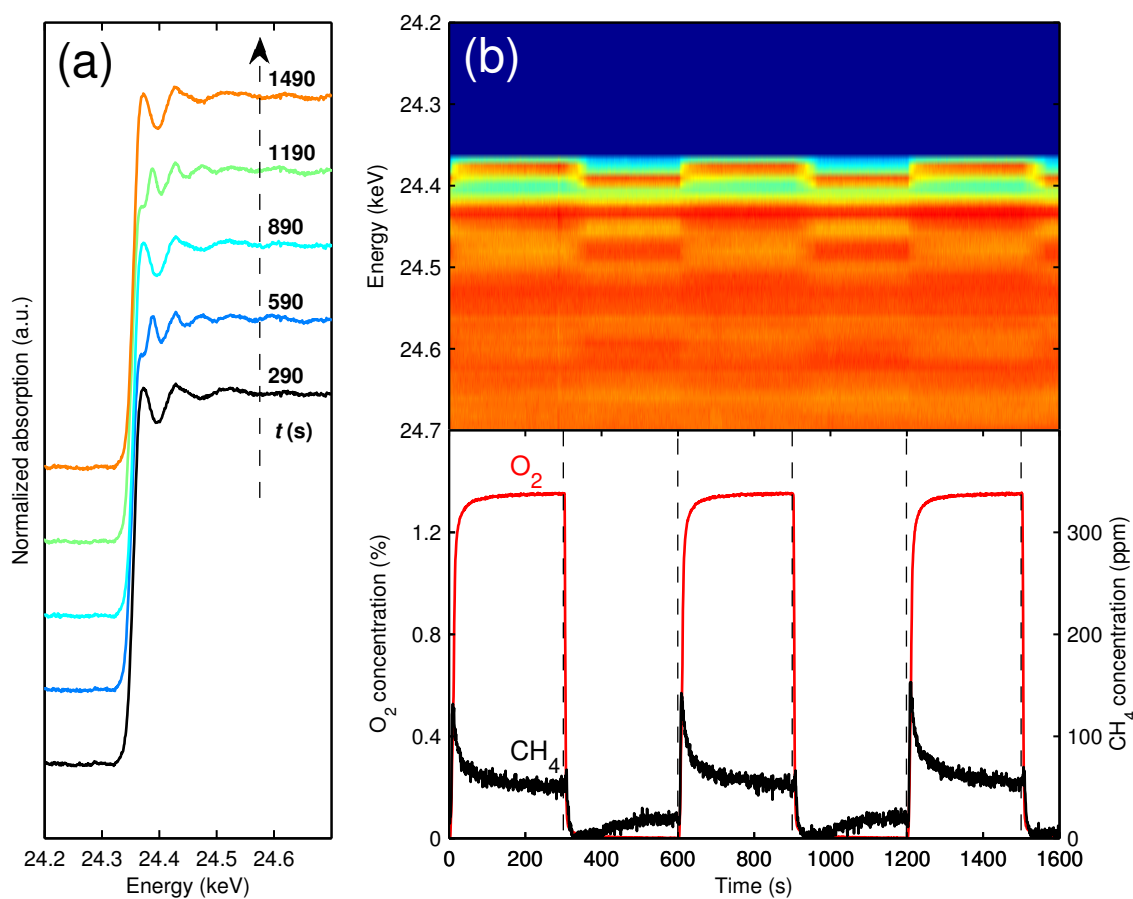 (a)
1490
1190
890
590
290
t (s)
Normalized absorption (a.u.)
24.2 24.3 24.4 24.5 24.6
Energy (keV)
(b)
24.2
24.3
24.4
24.5
24.6
24.7
Energy (keV)
O2
CH4
1.2
0.8
0.4
0
O2 concentration (%)
300
200
100
0
CH4 concentration (ppm)
0 200 400 600 800 1000 1200 1400 1600
Time (s)